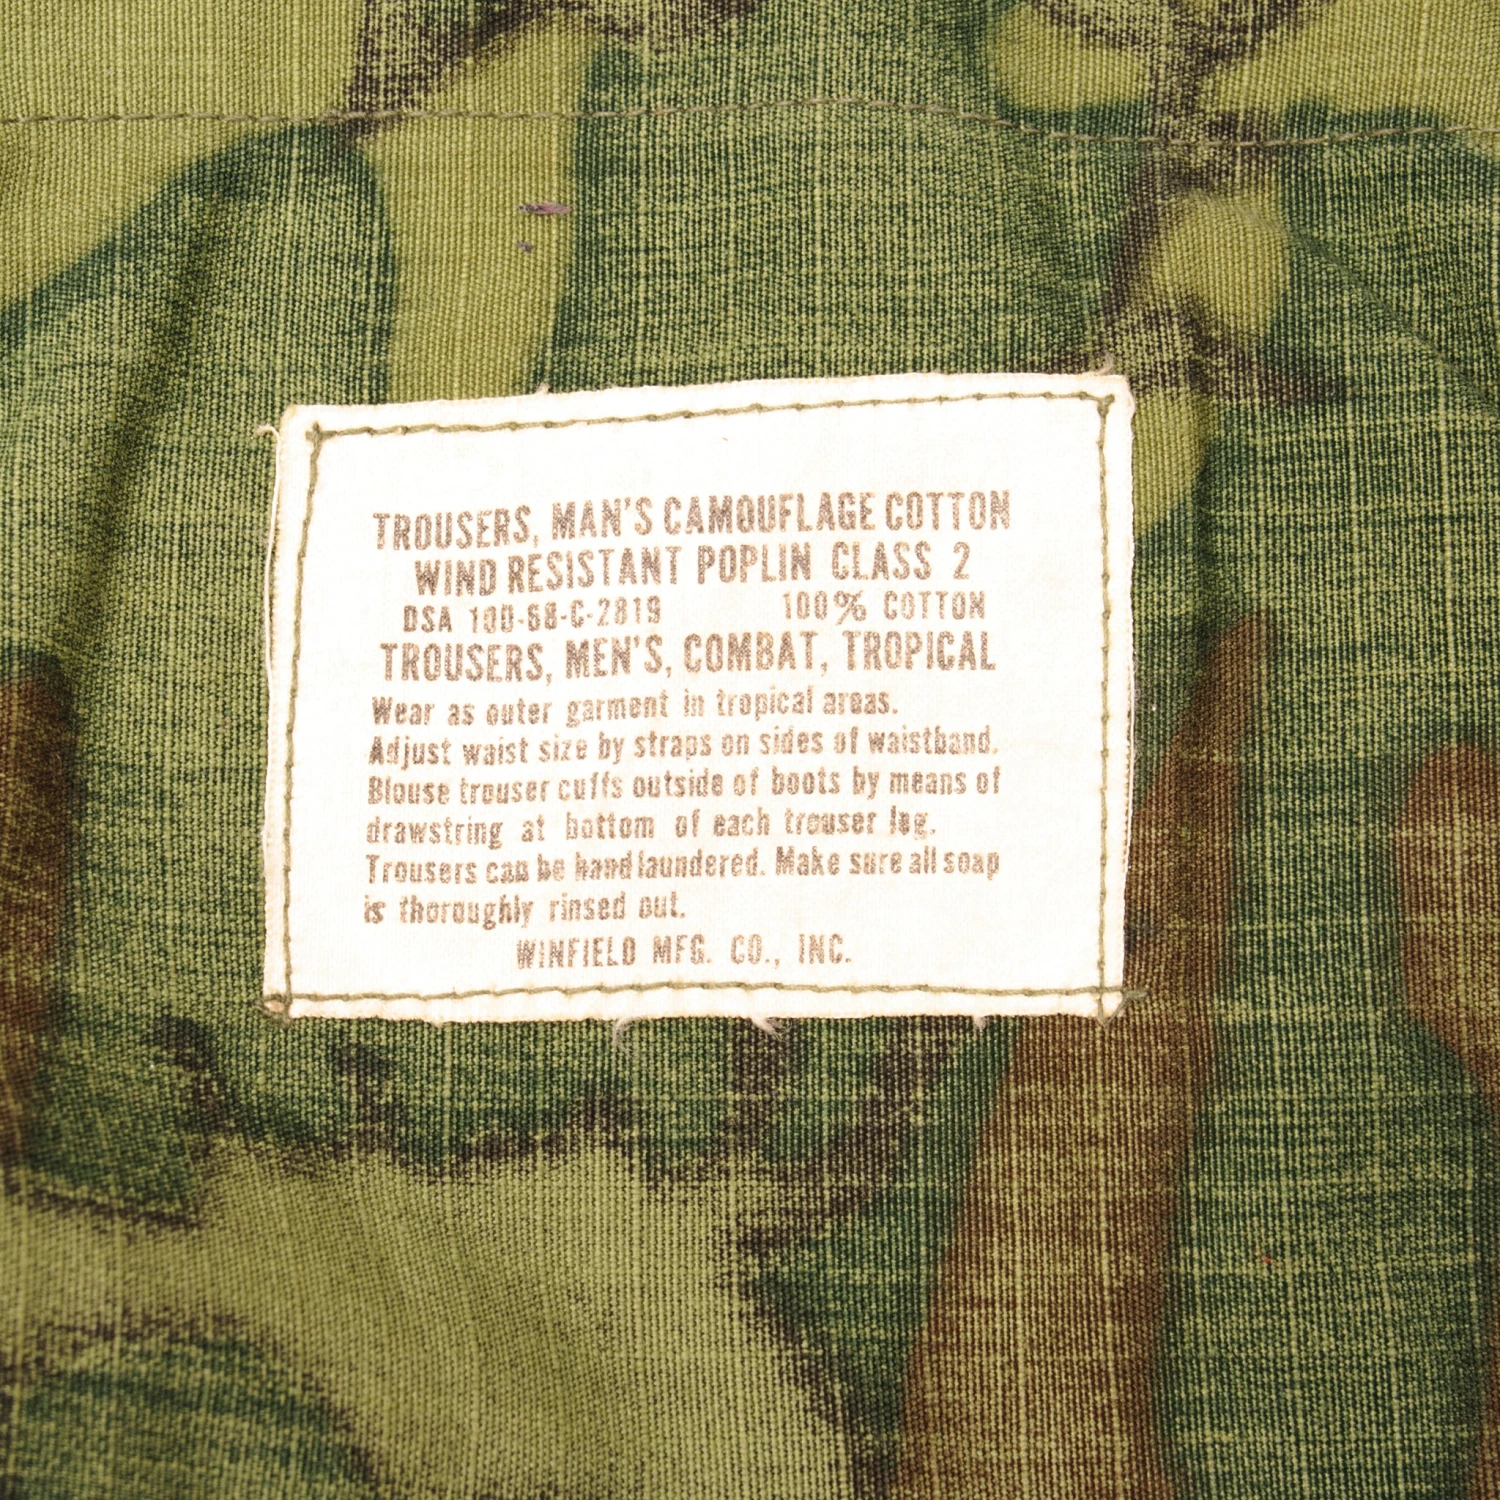 TROUSERS, MAN'S CAMOUFLAGE COTTON
WIND RESISTANT POPLIN CLASS 2
DSA 100-68-C-2819 100% COTTON
TROUSERS, MEN'S, COMBAT, TROPICAL
Wear as outer garment in tropical areas.
Adjust waist size by straps on sides of waistband.
Blouse trouser cuffs outside of boots by means of
drawstring at bottom of each trouser leg.
Trousers can be hand laundered. Make sure all soap
is thoroughly rinsed out.
WINFIELD MFG. CO., INC.